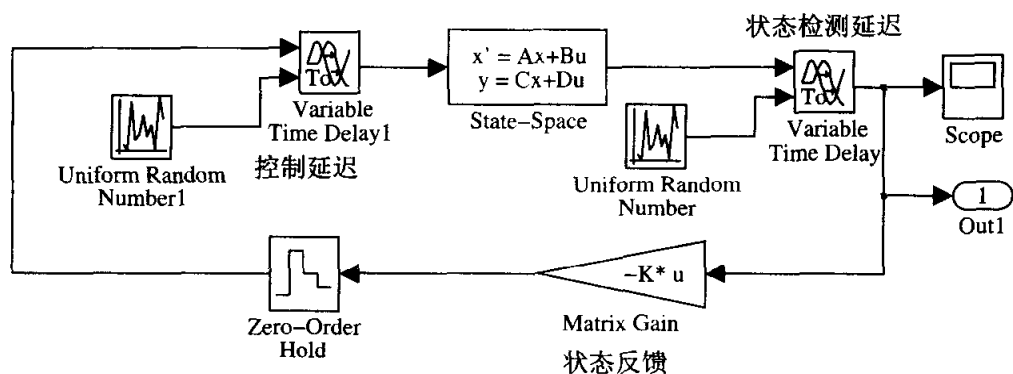 状态检测延迟
x' = Ax+Bu
y = Cx+Du
To
To
Variable
Time Delay1
State-Space
Variable
Time Delay
Scope
Uniform Random
Number1
控制延迟
Uniform Random
Number
1
Out1
-K* u
Zero-Order
Hold
Matrix Gain
状态反馈